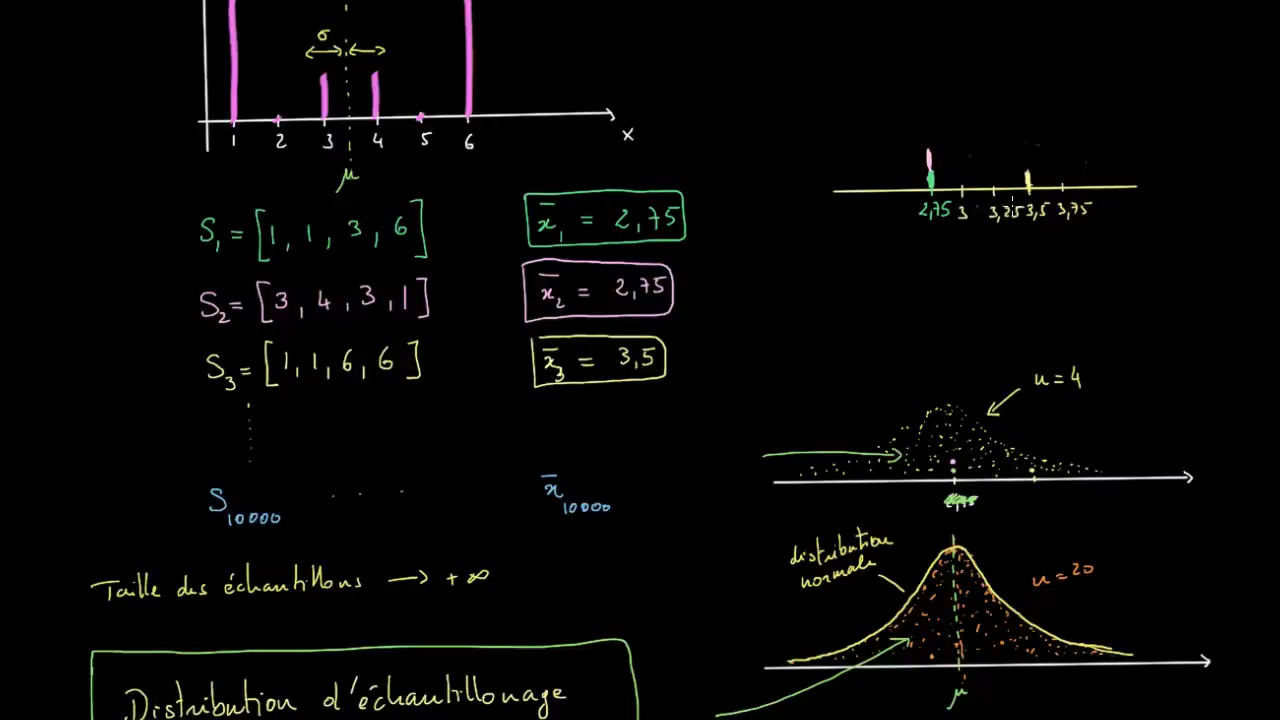 σ
1 2 3 4 5 6
x
μ
2,75 3 3,25 3,5 3,75
S₁ = [1, 1, 3, 6]
x̄₁ = 2,75
S₂ = [3, 4, 3, 1]
x̄₂ = 2,75
S₃ = [1, 1, 6, 6]
x̄₃ = 3,5
n = 4
S₁₀₀₀₀ . . .
x̄₁₀₀₀₀
distribution
normale
n = 20
Taille des échantillons → +∞
μ
Distribution d'échantillonage